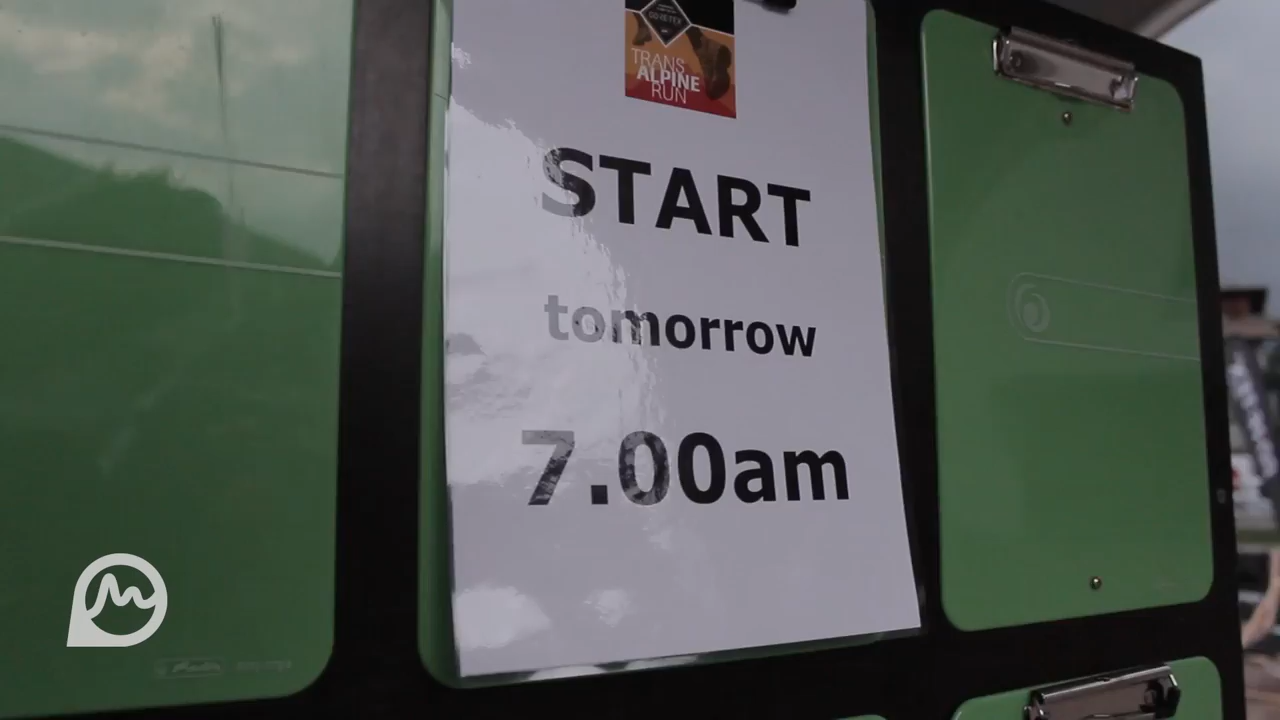 GORE-TEX
TRANS
ALPINE
RUN
START
tomorrow
7.00am